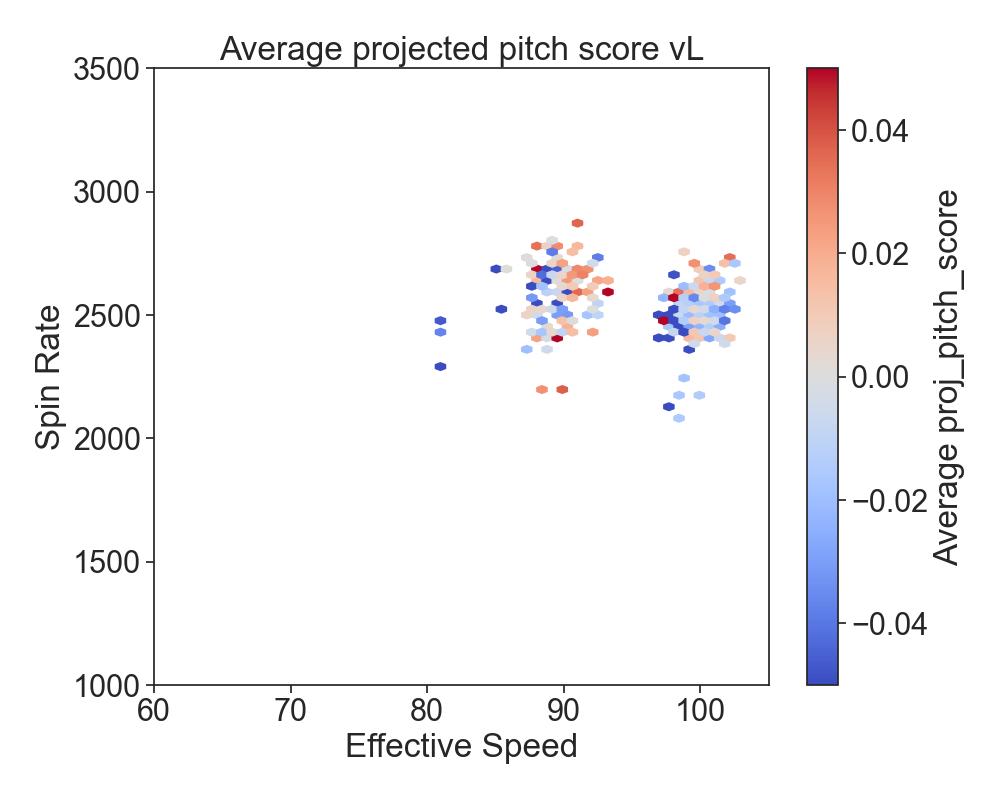 Average projected pitch score vL
3500
3000
2500
2000
1500
1000
Spin Rate
60 70 80 90 100
Effective Speed
0.04
0.02
0.00
−0.02
−0.04
Average proj_pitch_score